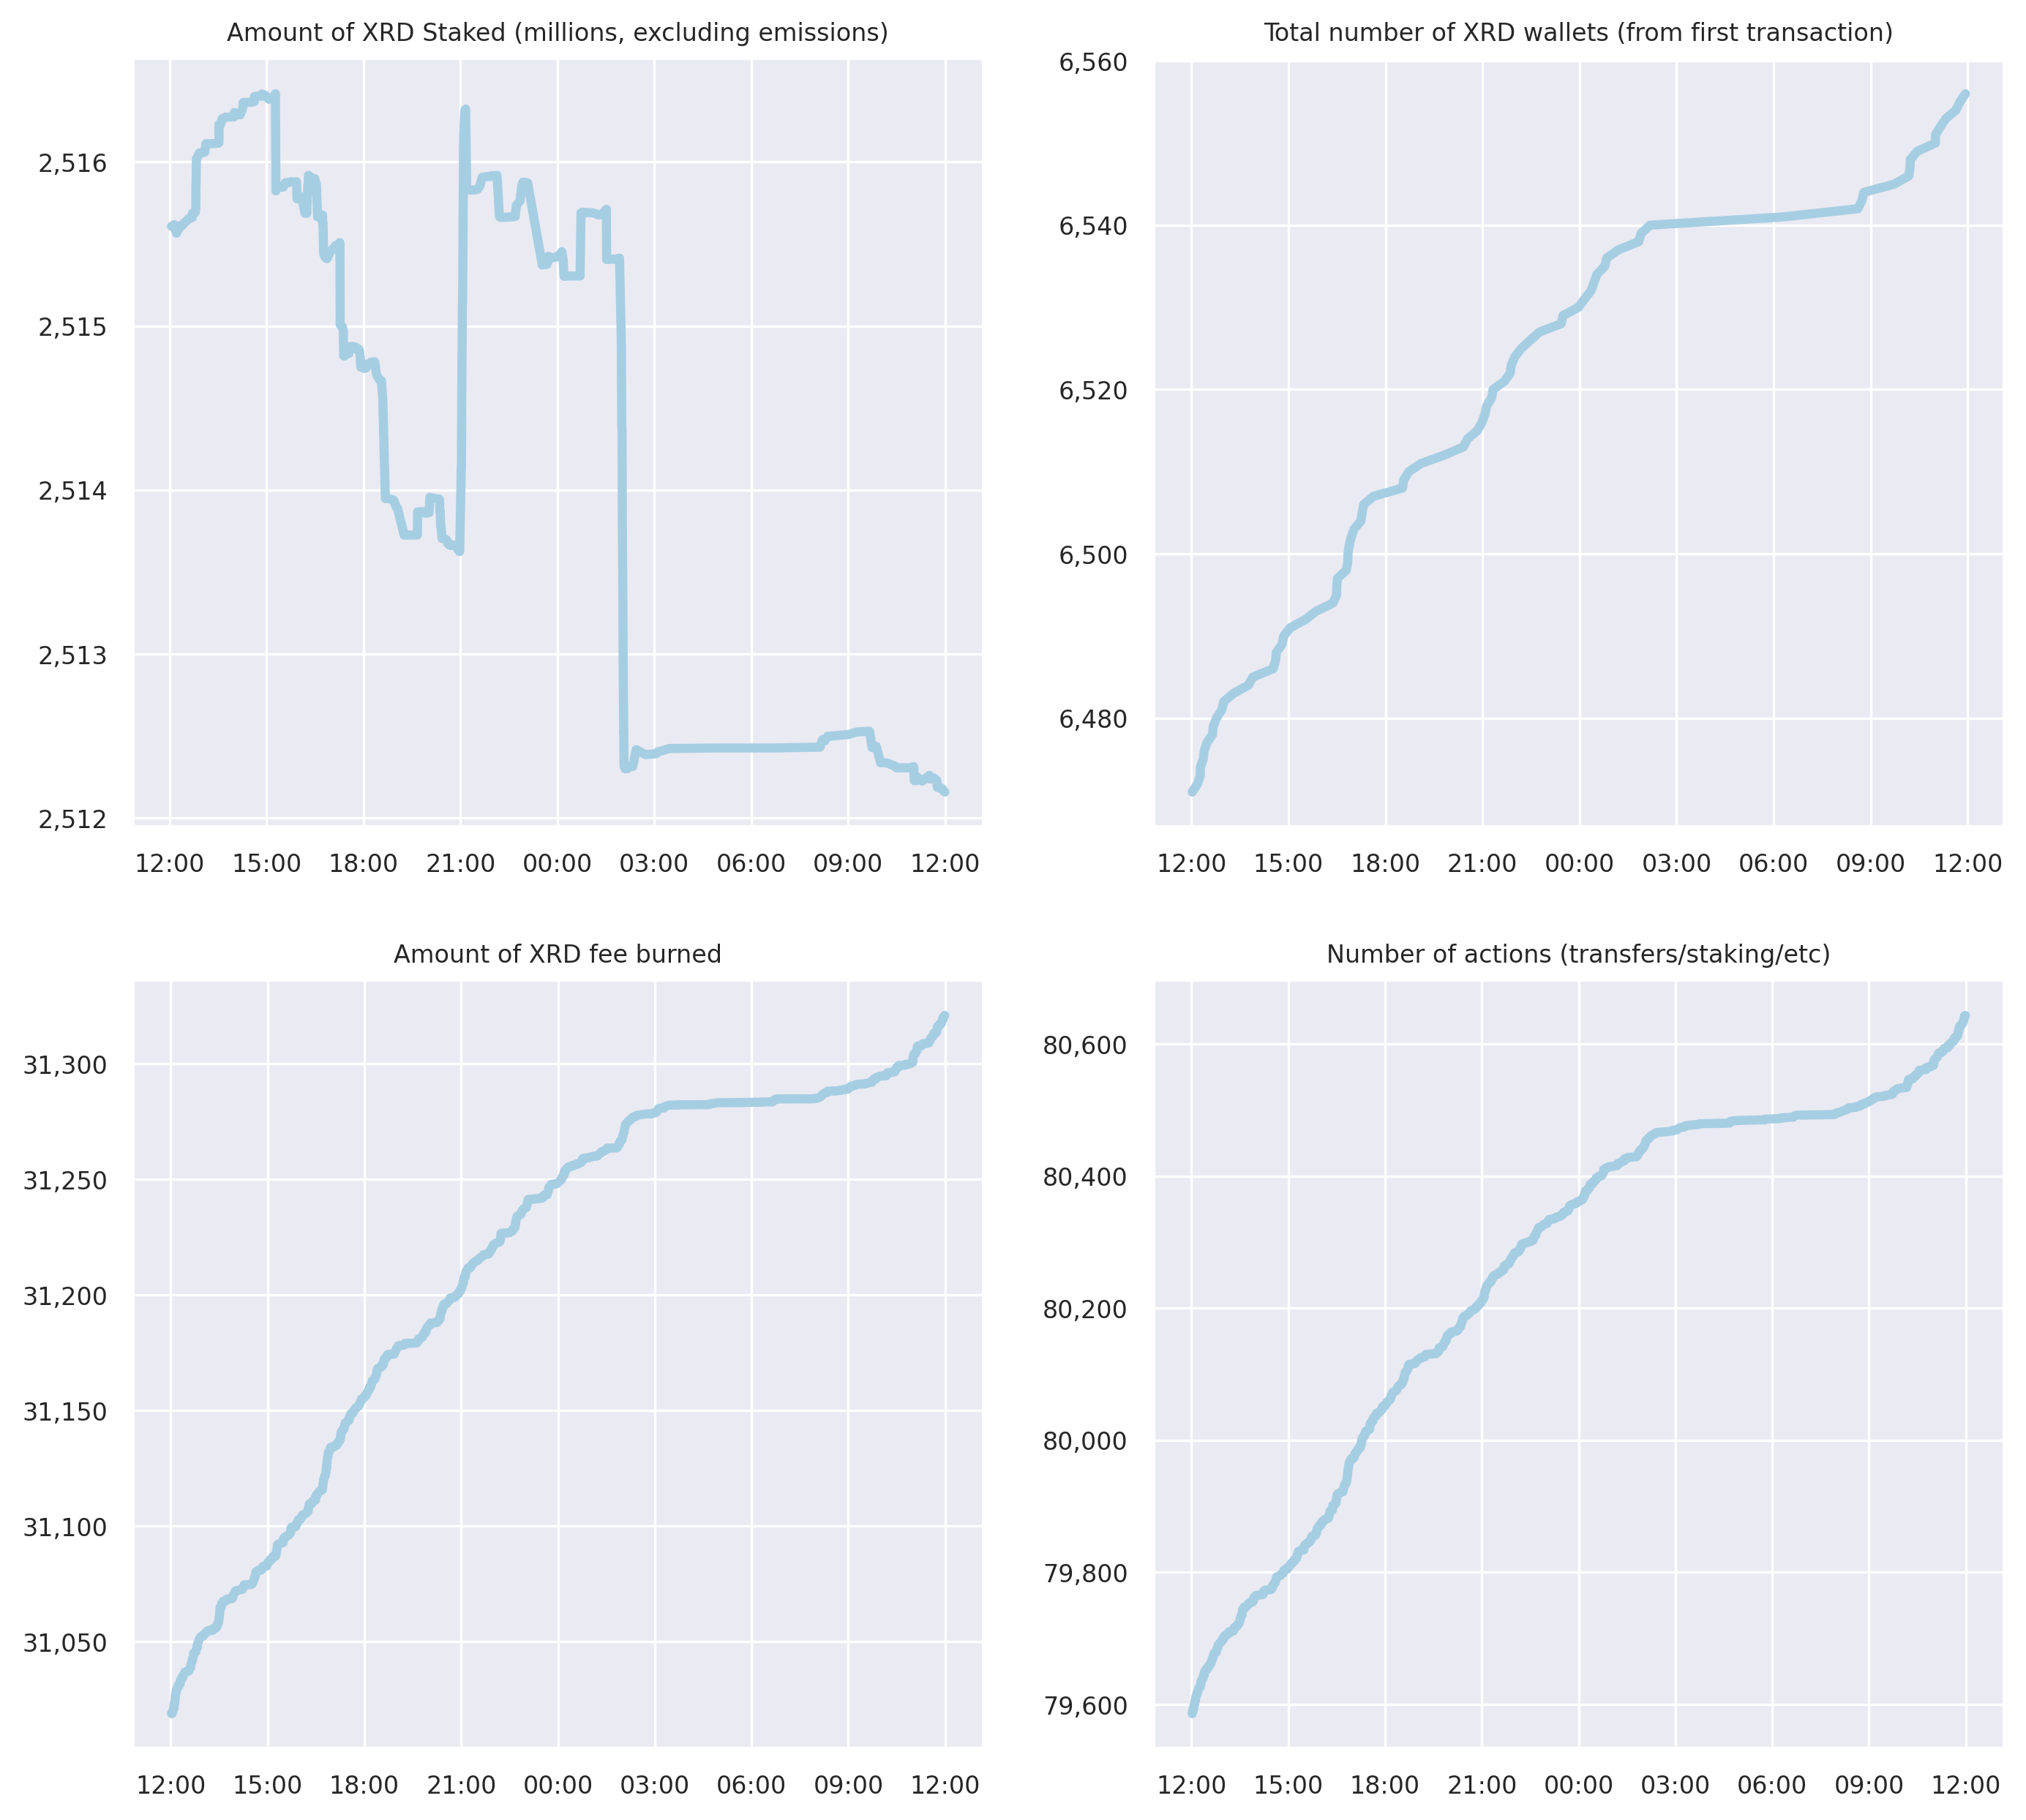 Amount of XRD Staked (millions, excluding emissions)
2,516
2,515
2,514
2,513
2,512
12:00 15:00 18:00 21:00 00:00 03:00 06:00 09:00 12:00
Total number of XRD wallets (from first transaction)
6,560
6,540
6,520
6,500
6,480
12:00 15:00 18:00 21:00 00:00 03:00 06:00 09:00 12:00
Amount of XRD fee burned
31,300
31,250
31,200
31,150
31,100
31,050
12:00 15:00 18:00 21:00 00:00 03:00 06:00 09:00 12:00
Number of actions (transfers/staking/etc)
80,600
80,400
80,200
80,000
79,800
79,600
12:00 15:00 18:00 21:00 00:00 03:00 06:00 09:00 12:00